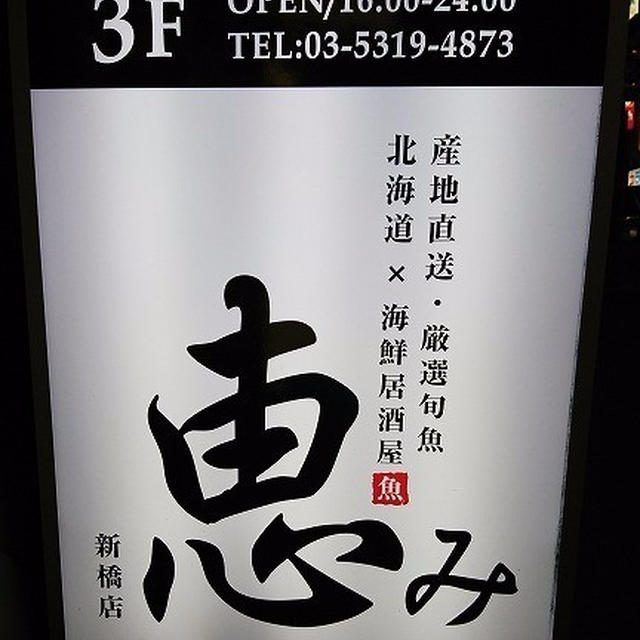 3F
OPEN/16:00-24:00
TEL:03-5319-4873
産地直送・厳選旬魚
北海道×海鮮居酒屋
魚
恵み
新橋店